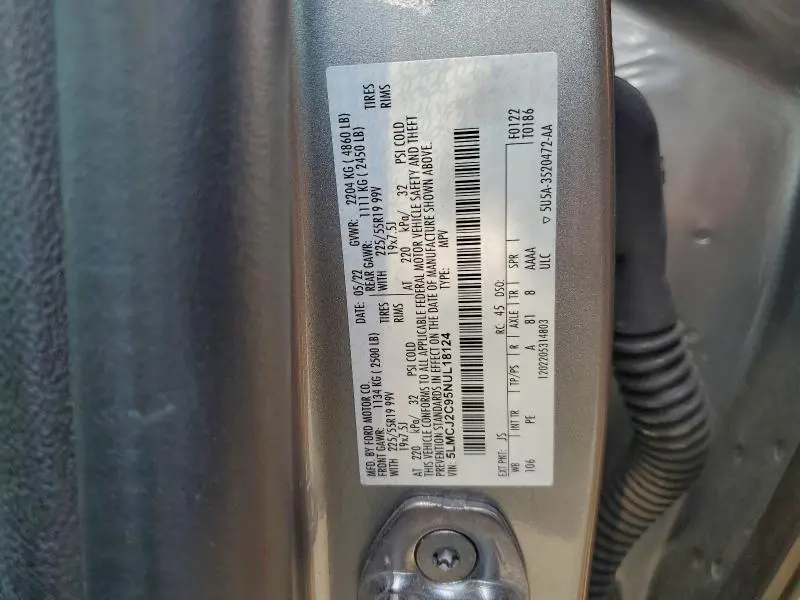 MFD. BY FORD MOTOR CO. DATE: 05/22 GVWR: 2204 KG ( 4860 LB)
FRONT GAWR: 1134 KG ( 2500 LB) REAR GAWR: 1111 KG ( 2450 LB)
WITH 225/55R19 99V TIRES WITH 225/55R19 99V TIRES
19x7.5J RIMS 19x7.5J RIMS
AT 220 kPa/ 32 PSI COLD AT 220 kPa/ 32 PSI COLD
THIS VEHICLE CONFORMS TO ALL APPLICABLE FEDERAL MOTOR VEHICLE SAFETY AND THEFT
PREVENTION STANDARDS IN EFFECT ON THE DATE OF MANUFACTURE SHOWN ABOVE.
VIN: 5LMCJ2C95NUL18124 TYPE: MPV
F0122
T0186
EXT PNT: JS RC: 45 DSO:
WB INT TR TP/PS R AXLE TR SPR
106 PE A 81 8 AAAA
ULC
1202205314803 5U5A-3520472-AA